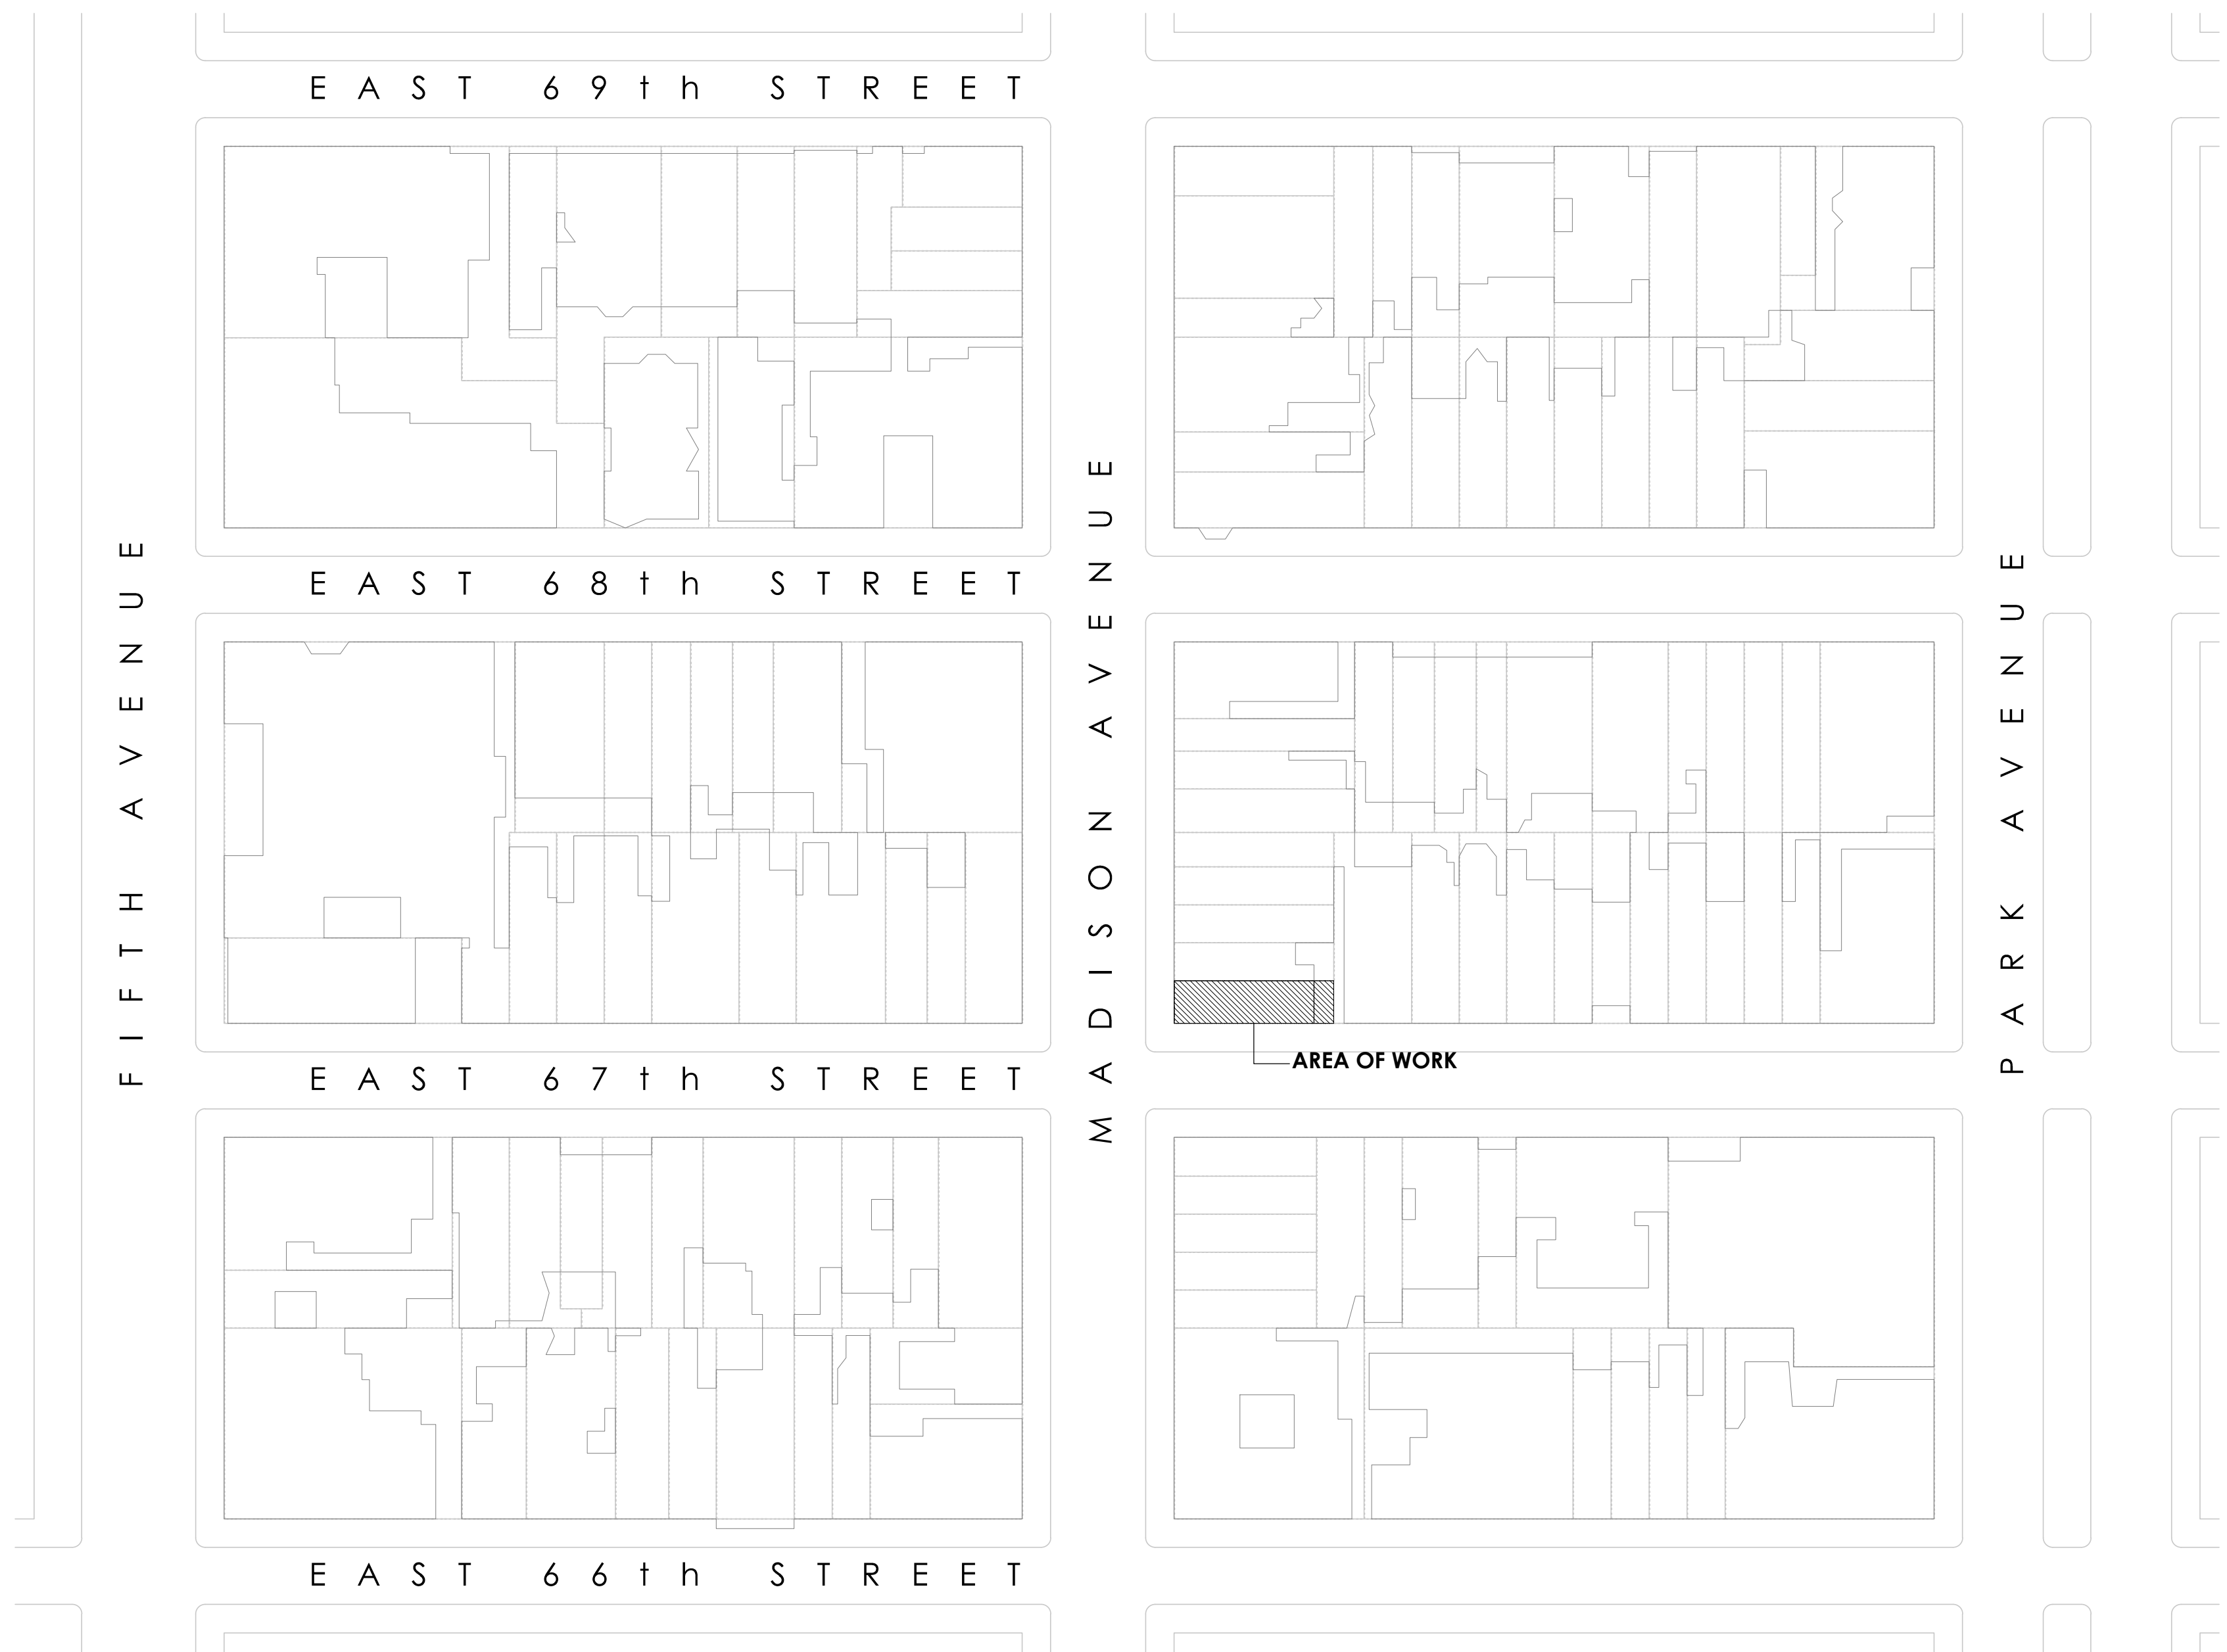 EAST 69th STREET
EAST 68th STREET
FIFTH AVENUE
MADISON AVENUE
PARK AVENUE
AREA OF WORK
EAST 67th STREET
EAST 66th STREET